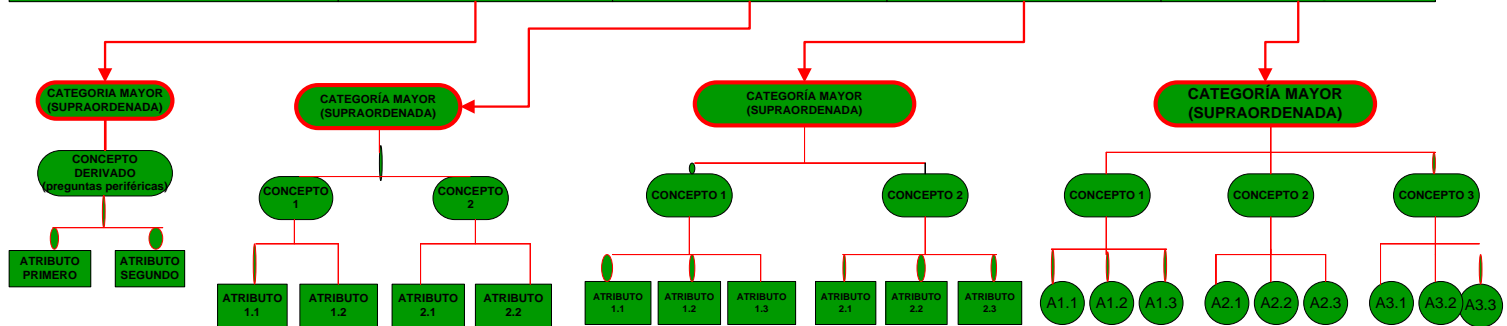 CATEGORIA MAYOR
(SUPRAORDENADA)
CONCEPTO
DERIVADO
(preguntas periféricas)
ATRIBUTO
PRIMERO
ATRIBUTO
SEGUNDO
CATEGORÍA MAYOR
(SUPRAORDENADA)
CONCEPTO
1
CONCEPTO
2
ATRIBUTO
1.1
ATRIBUTO
1.2
ATRIBUTO
2.1
ATRIBUTO
2.2
CATEGORÍA MAYOR
(SUPRAORDENADA)
CONCEPTO 1
CONCEPTO 2
ATRIBUTO
1.1
ATRIBUTO
1.2
ATRIBUTO
1.3
ATRIBUTO
2.1
ATRIBUTO
2.2
ATRIBUTO
2.3
CATEGORÍA MAYOR
(SUPRAORDENADA)
CONCEPTO 1
CONCEPTO 2
CONCEPTO 3
A1.1
A1.2
A1.3
A2.1
A2.2
A2.3
A3.1
A3.2
A3.3